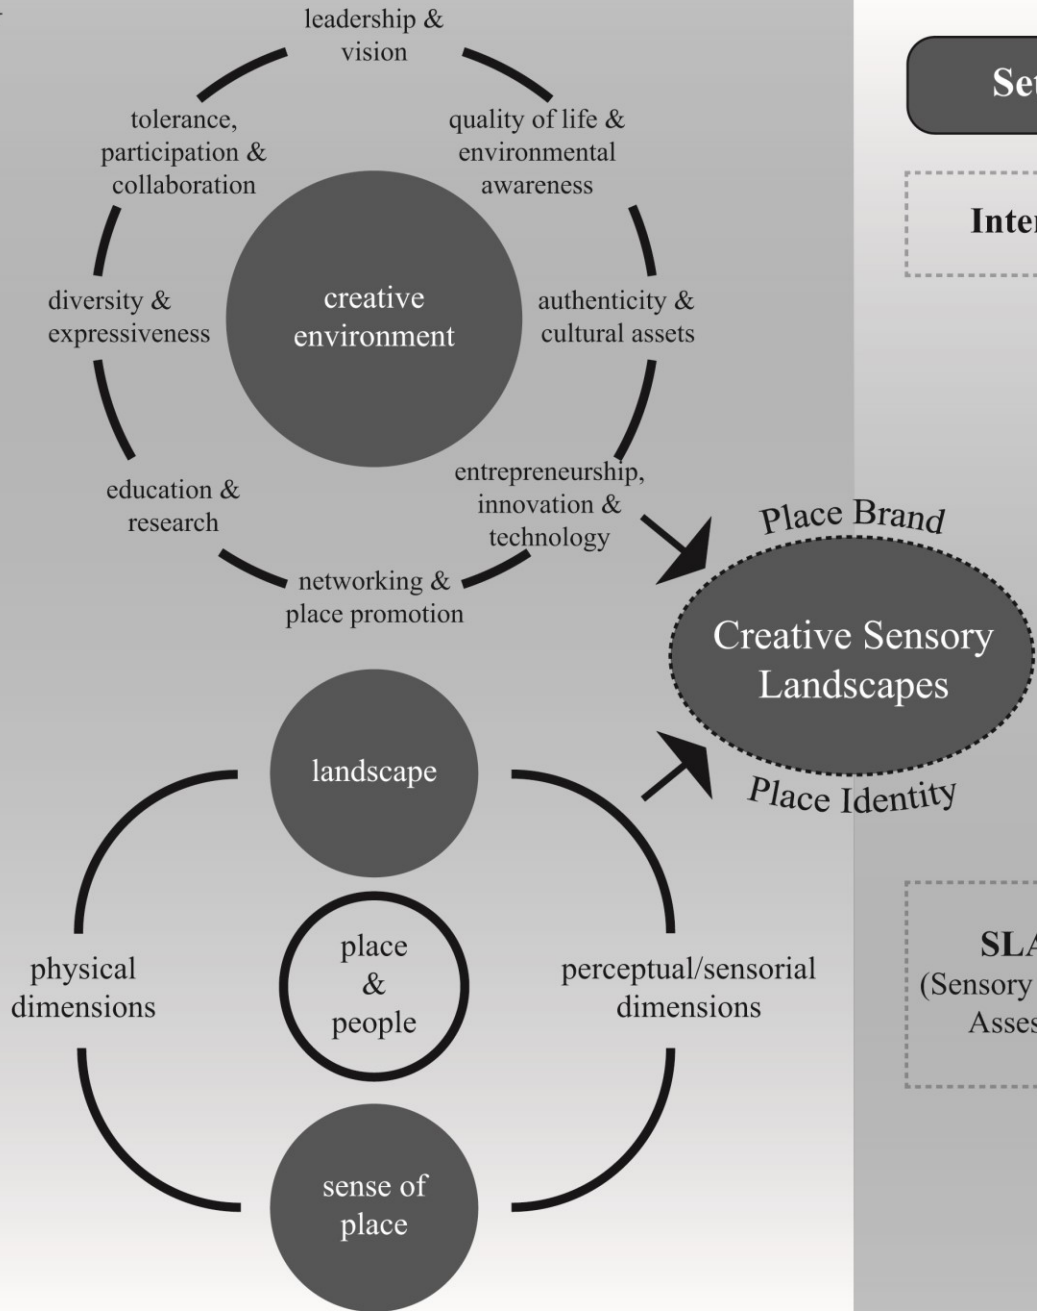 leadership &
vision
tolerance,
participation &
collaboration
quality of life &
environmental
awareness
diversity &
expressiveness
creative
environment
authenticity &
cultural assets
education &
research
entrepreneurship,
innovation &
technology
networking &
place promotion
Place Brand
Creative Sensory
Landscapes
Place Identity
landscape
physical
dimensions
place
&
people
perceptual/sensorial
dimensions
sense of
place
Set
Inter
SLA
(Sensory
Asses